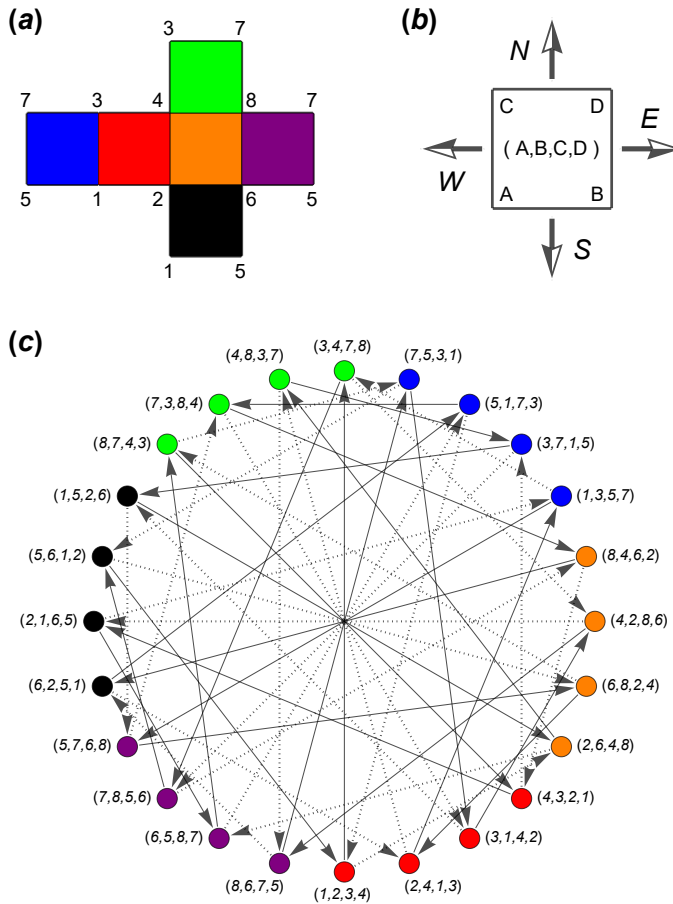 (a)
3 7
7 3 4 8 7
5 1 2 6 5
1 5
(b)
N
C D
E
( A,B,C,D )
W
A B
S
(c)
(4,8,3,7) (3,4,7,8) (7,5,3,1)
(7,3,8,4) (5,1,7,3)
(8,7,4,3) (3,7,1,5)
(1,5,2,6) (1,3,5,7)
(5,6,1,2) (8,4,6,2)
(2,1,6,5) (4,2,8,6)
(6,2,5,1) (6,8,2,4)
(5,7,6,8) (2,6,4,8)
(7,8,5,6) (4,3,2,1)
(6,5,8,7) (3,1,4,2)
(8,6,7,5) (1,2,3,4) (2,4,1,3)